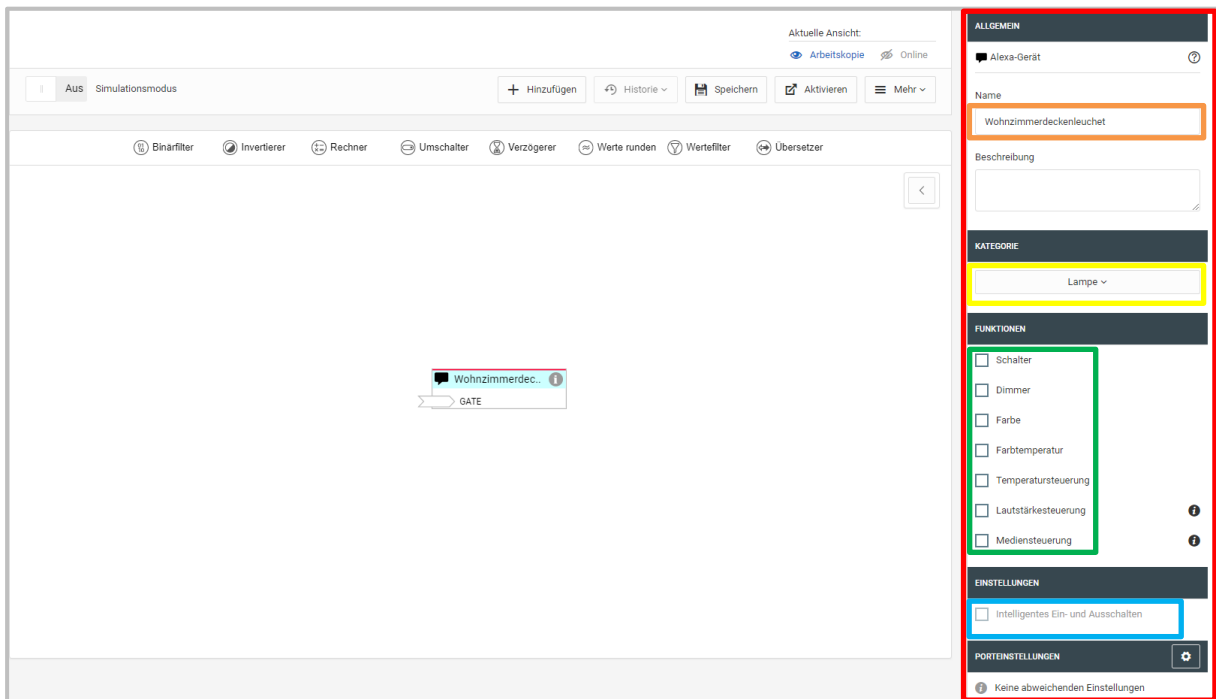 Aktuelle Ansicht:
Arbeitskopie Online
Aus Simulationsmodus
Hinzufügen Historie Speichern Aktivieren Mehr
Binärfilter Invertierer Rechner Umschalter Verzögerer Werte runden Wertefilter Übersetzer
Wohnzimmerdec..
GATE
ALLGEMEIN
Alexa-Gerät
Name
Wohnzimmerdeckenleuchet
Beschreibung
KATEGORIE
Lampe
FUNKTIONEN
Schalter
Dimmer
Farbe
Farbtemperatur
Temperatursteuerung
Lautstärkesteuerung
Mediensteuerung
EINSTELLUNGEN
Intelligentes Ein- und Ausschalten
PORTEINSTELLUNGEN
Keine abweichenden Einstellungen